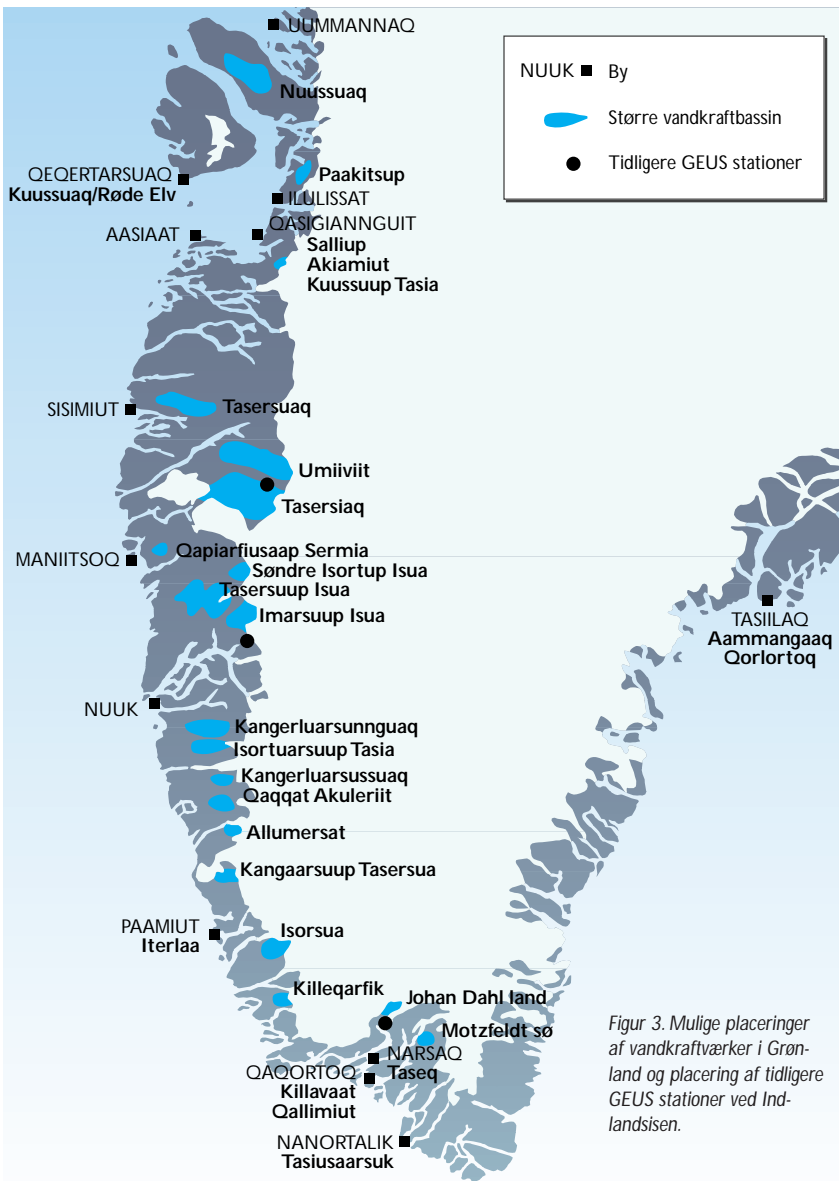 UUMMANNAQ
NUUK By
Større vandkraftbassin
Tidligere GEUS stationer
Nuussuaq
Paakitsup
QEQERTARSUAQ
Kuussuaq/Røde Elv
ILULISSAT
QASIGIANNGUIT
AASIAAT
Salliup
Akiamiut
Kuussuup Tasia
SISIMIUT
Tasersuaq
Umiiviit
Tasersiaq
MANIITSOQ
Qapiarfiusaap Sermia
Søndre Isortup Isua
Tasersuup Isua
Imarsuup Isua
TASIILAQ
Aammangaaq
Qorlortoq
NUUK
Kangerluarsunnguaq
Isortuarsuup Tasia
Kangerluarsussuaq
Qaqqat Akuleriit
Allumersat
Kangaarsuup Tasersua
PAAMIUT
Iterlaa
Isorsua
Killeqarfik
Johan Dahl land
Motzfeldt sø
NARSAQ
Taseq
QAQORTOQ
Killavaat
Qallimiut
NANORTALIK
Tasiusaarsuk
Figur 3. Mulige placeringer
af vandkraftværker i Grøn-
land og placering af tidligere
GEUS stationer ved Ind-
landsisen.